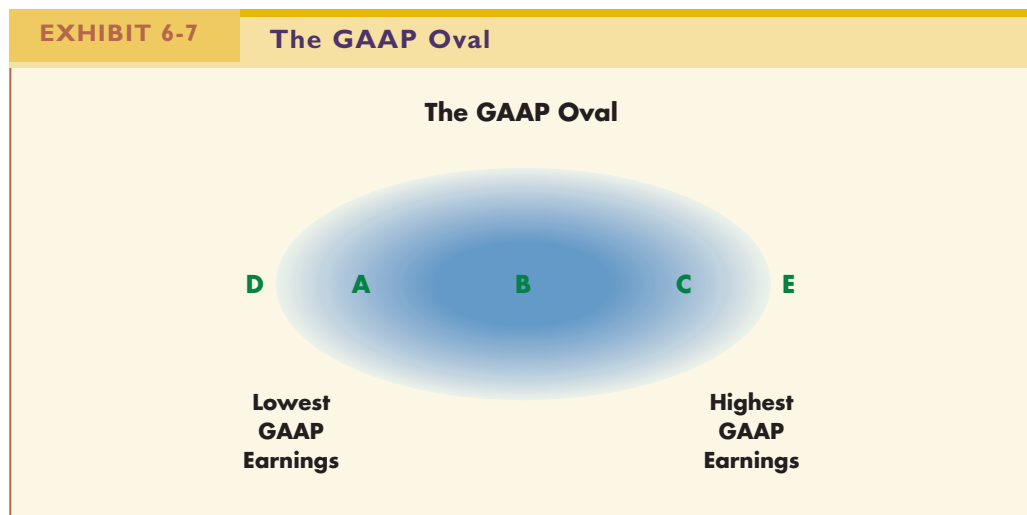 EXHIBIT 6-7
The GAAP Oval
The GAAP Oval
D A B C E
Lowest
GAAP
Earnings
Highest
GAAP
Earnings